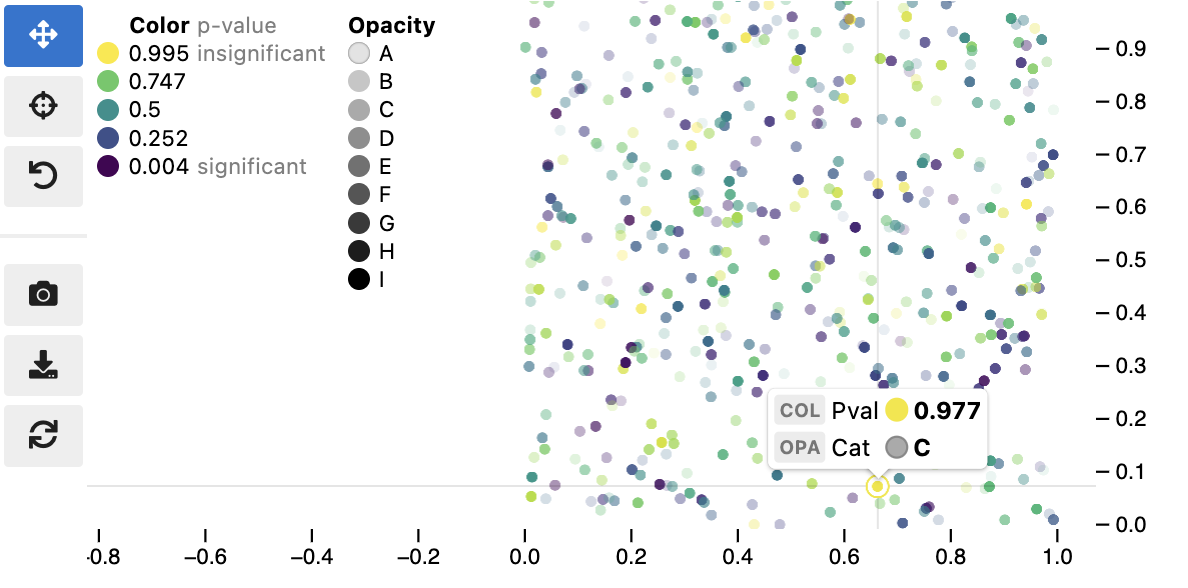 Color p-value
0.995 insignificant
0.747
0.5
0.252
0.004 significant
Opacity
A
B
C
D
E
F
G
H
I
0.9
0.8
0.7
0.6
0.5
0.4
0.3
0.2
0.1
0.0
COL Pval 0.977
OPA Cat C
-0.8 −0.6 −0.4 −0.2 0.0 0.2 0.4 0.6 0.8 1.0